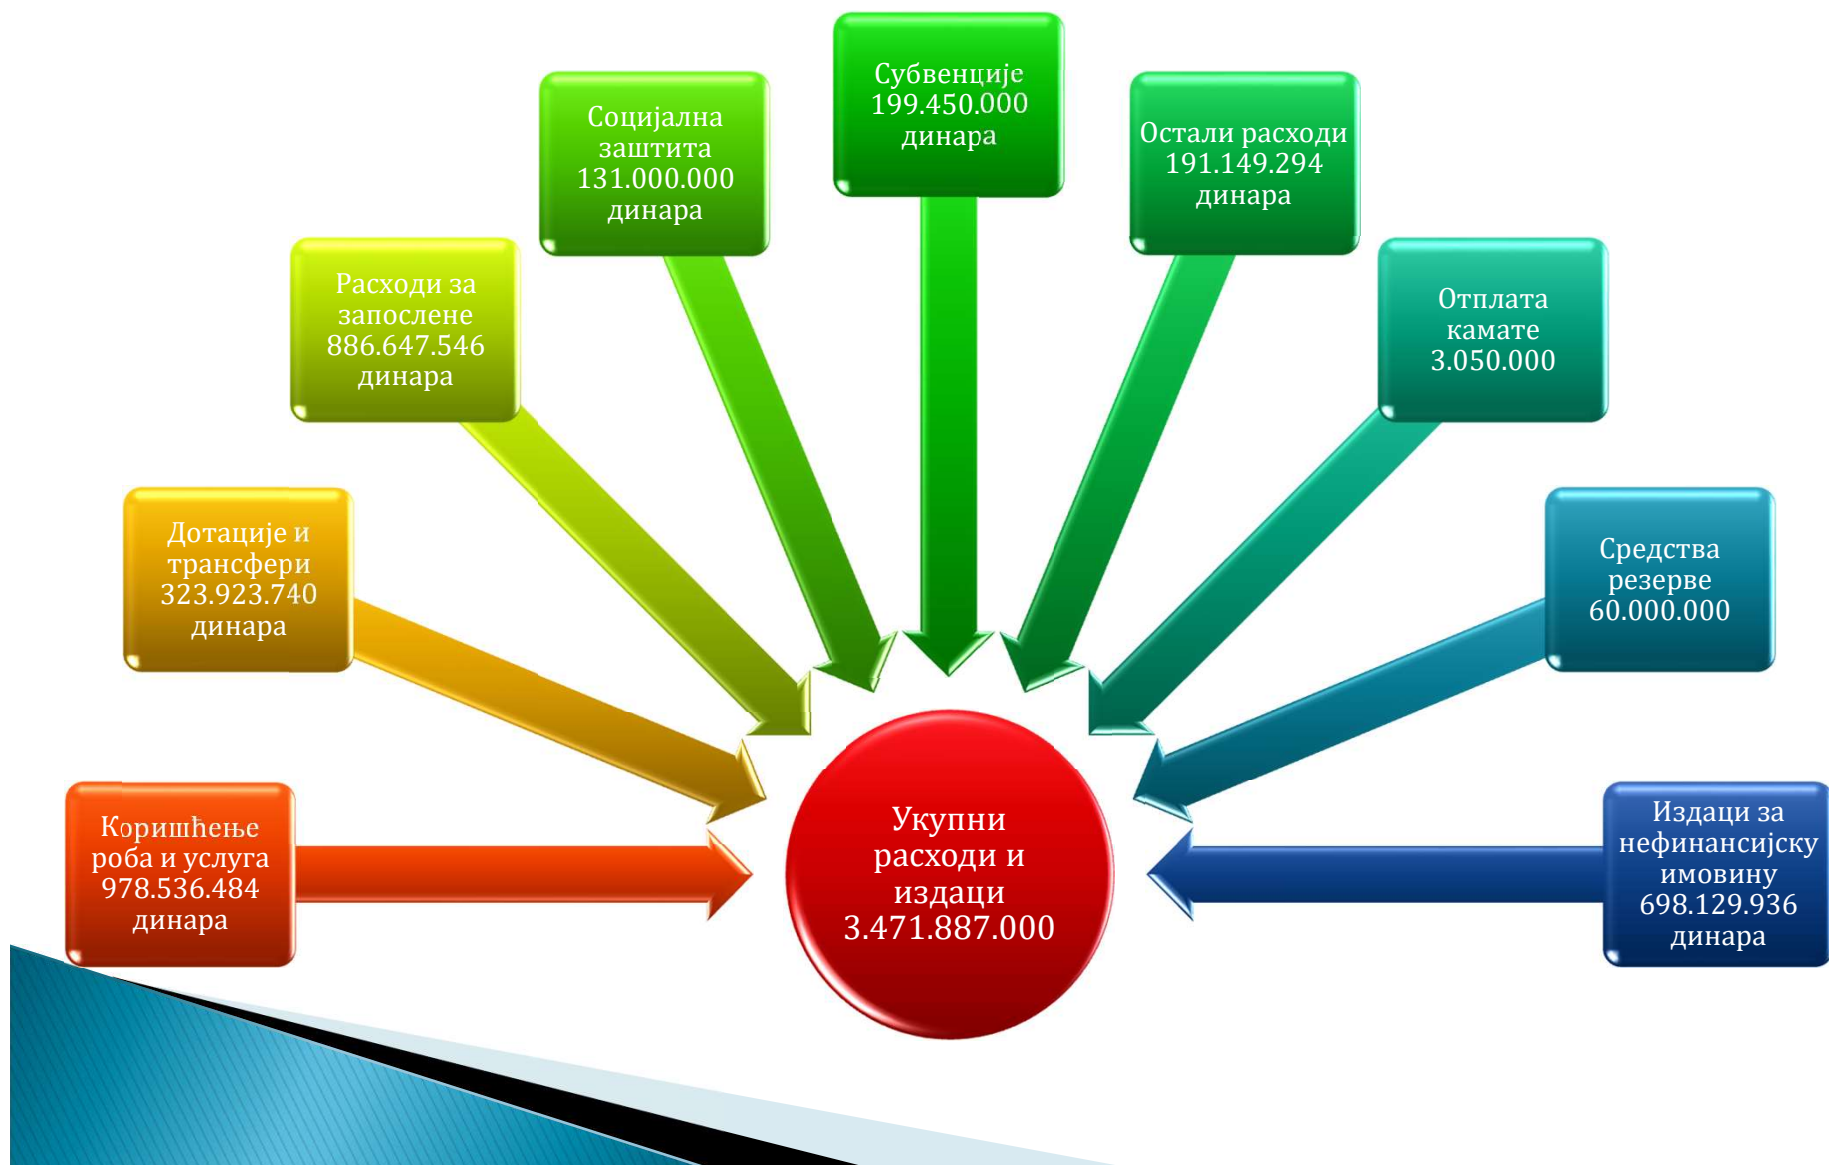 Субвенције
199.450.000
динара
Социјална
заштита
131.000.000
динара
Остали расходи
191.149.294
динара
Расходи за
запослене
886.647.546
динара
Отплата
камате
3.050.000
Дотације и
трансфери
323.923.740
динара
Средства
резерве
60.000.000
Коришћење
роба и услуга
978.536.484
динара
Укупни
расходи и
издаци
3.471.887.000
Издаци за
нефинансијску
имовину
698.129.936
динара